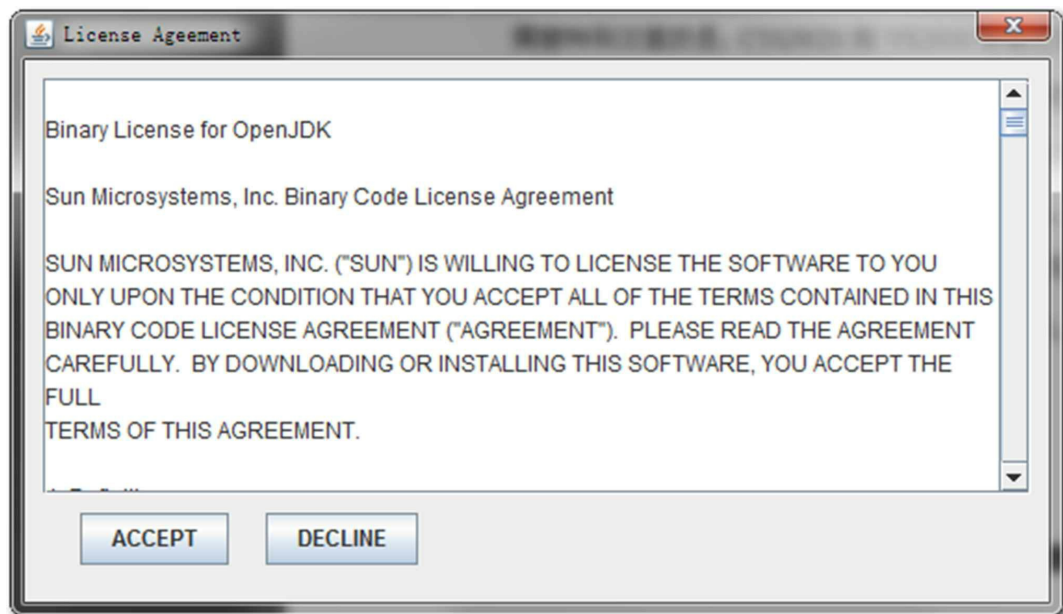 License Ageement
Binary License for OpenJDK
Sun Microsystems, Inc. Binary Code License Agreement
SUN MICROSYSTEMS, INC. ("SUN") IS WILLING TO LICENSE THE SOFTWARE TO YOU
ONLY UPON THE CONDITION THAT YOU ACCEPT ALL OF THE TERMS CONTAINED IN THIS
BINARY CODE LICENSE AGREEMENT ("AGREEMENT").  PLEASE READ THE AGREEMENT
CAREFULLY.  BY DOWNLOADING OR INSTALLING THIS SOFTWARE, YOU ACCEPT THE
FULL
TERMS OF THIS AGREEMENT.
ACCEPT DECLINE